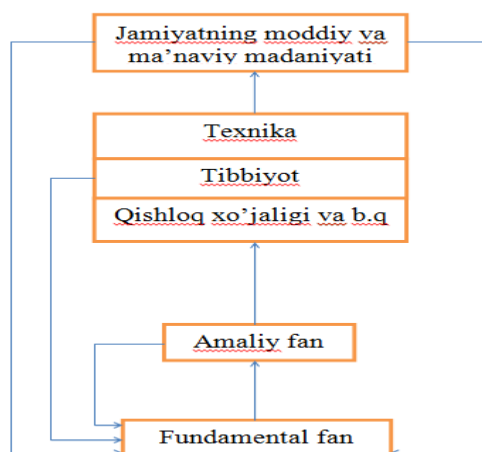 Jamiyatning moddiy va
ma’naviy madaniyati
Texnika
Tibbiyot
Qishloq xo’jaligi va b.q
Amaliy fan
Fundamental fan